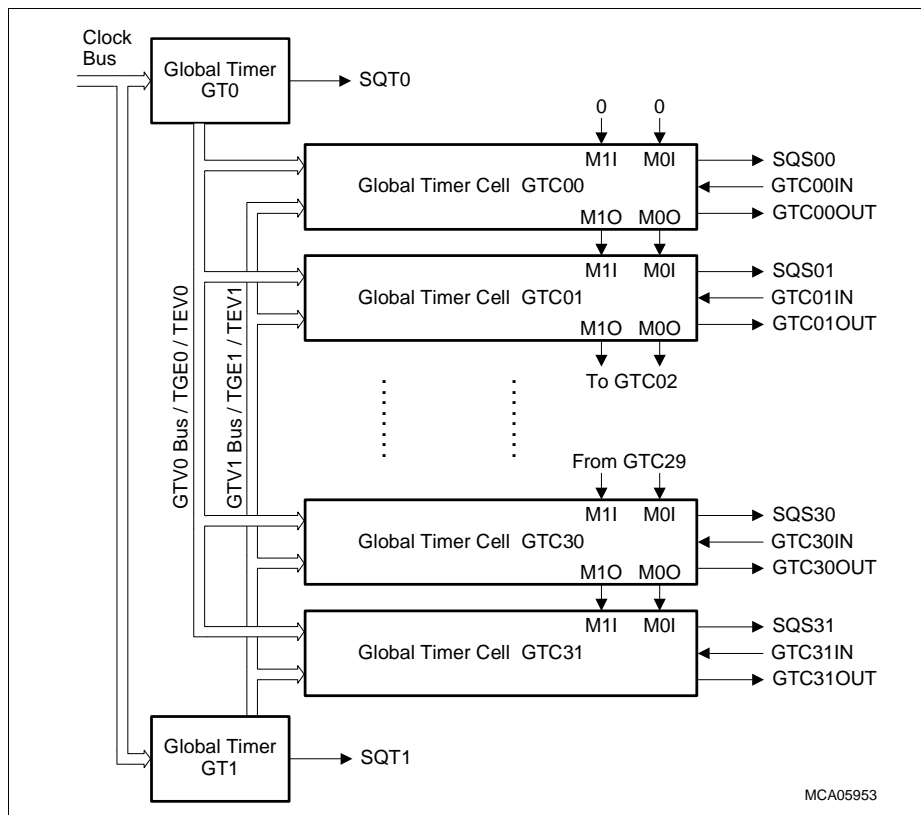 Clock
Bus
Global Timer
GT0
SQT0
0 0
M1I M0I
Global Timer Cell GTC00
M1O M0O
SQS00
GTC00IN
GTC00OUT
M1I M0I
Global Timer Cell GTC01
M1O M0O
SQS01
GTC01IN
GTC01OUT
To GTC02
GTV0 Bus / TGE0 / TEV0
GTV1 Bus / TGE1 / TEV1
From GTC29
M1I M0I
Global Timer Cell GTC30
M1O M0O
SQS30
GTC30IN
GTC30OUT
M1I M0I
Global Timer Cell GTC31
SQS31
GTC31IN
GTC31OUT
Global Timer
GT1
SQT1
MCA05953